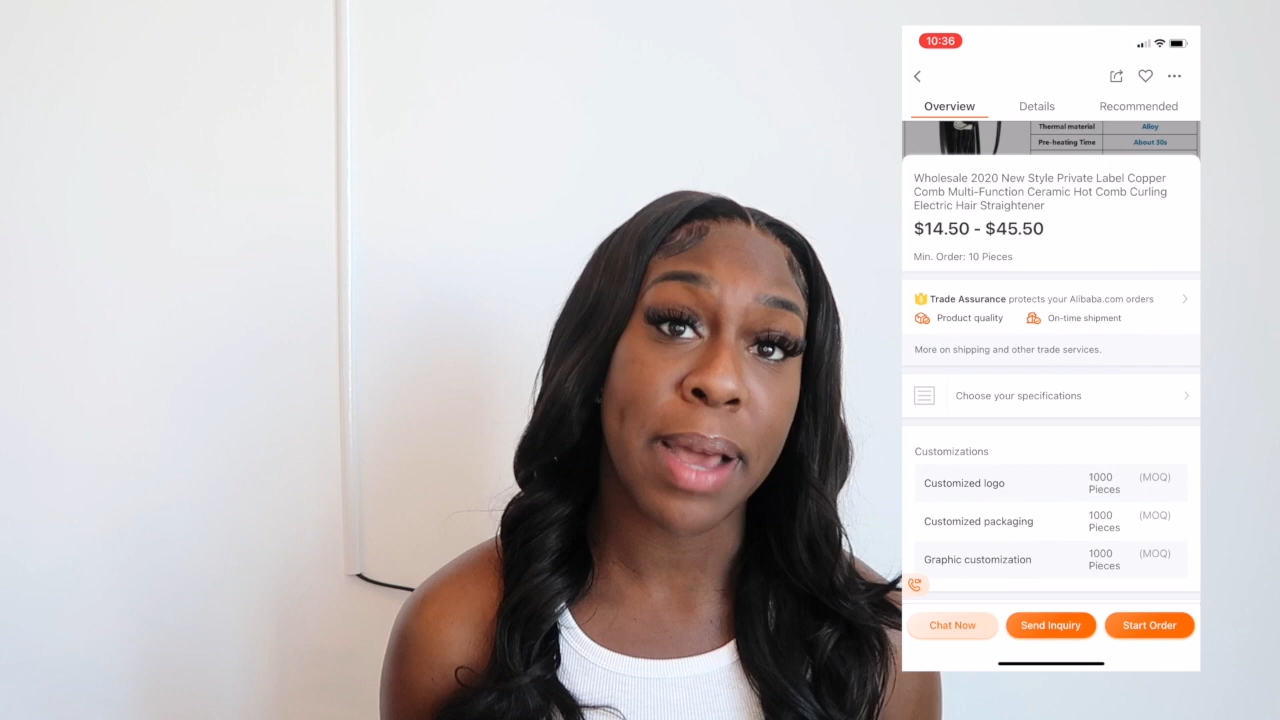 10:36
Overview
Details
Recommended
Thermal material
Alloy
Pre-heating Time
About 30s
Wholesale 2020 New Style Private Label Copper
Comb Multi-Function Ceramic Hot Comb Curling
Electric Hair Straightener
$14.50 - $45.50
Min. Order: 10 Pieces
Trade Assurance protects your Alibaba.com orders
Product quality
On-time shipment
More on shipping and other trade services.
Choose your specifications
Customizations
Customized logo
1000
Pieces
(MOQ)
Customized packaging
1000
Pieces
(MOQ)
Graphic customization
1000
Pieces
(MOQ)
Chat Now
Send Inquiry
Start Order